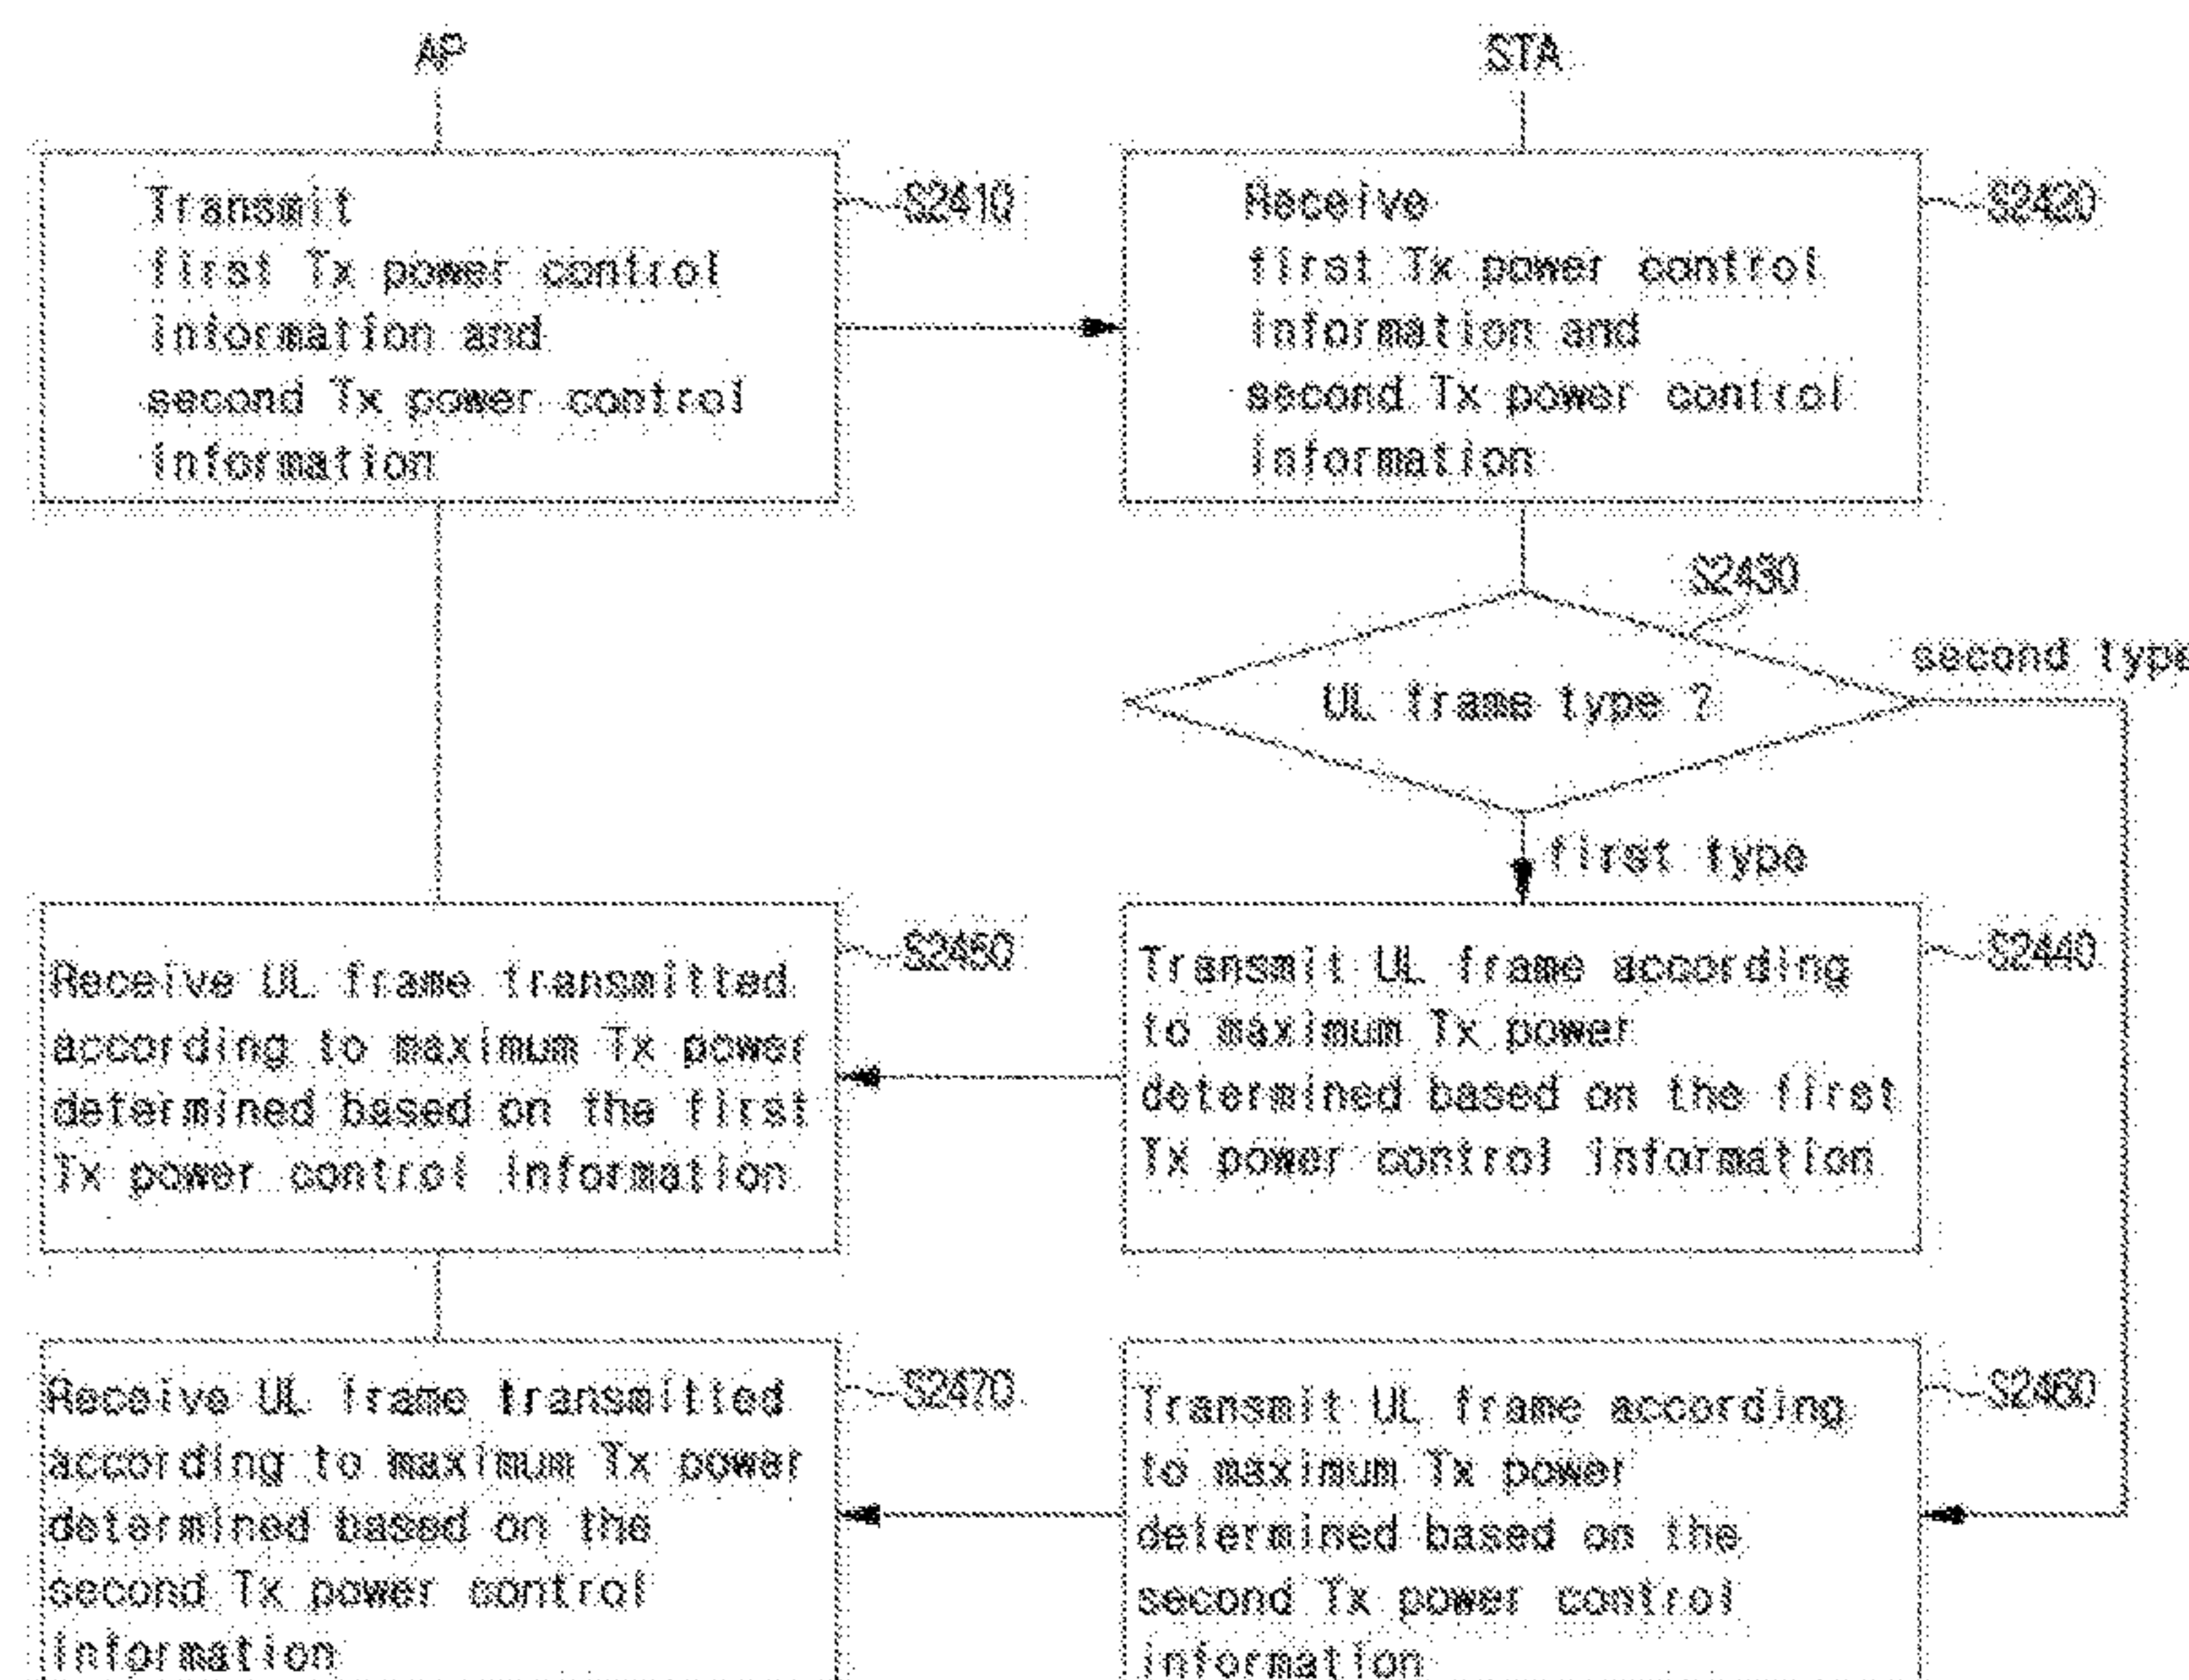 AP
STA
Transmit
first Tx power control
information and
second Tx power control
information
S2410
Receive
first Tx power control
information and
second Tx power control
information
S2420
S2430
UL frame type ?
second type
first type
Receive UL frame transmitted
according to maximum Tx power
determined based on the first
Tx power control information
S2450
Transmit UL frame according
to maximum Tx power
determined based on the first
Tx power control information
S2440
Receive UL frame transmitted
according to maximum Tx power
determined based on the
second Tx power control
information
S2470
Transmit UL frame according
to maximum Tx power
determined based on the
second Tx power control
information
S2460